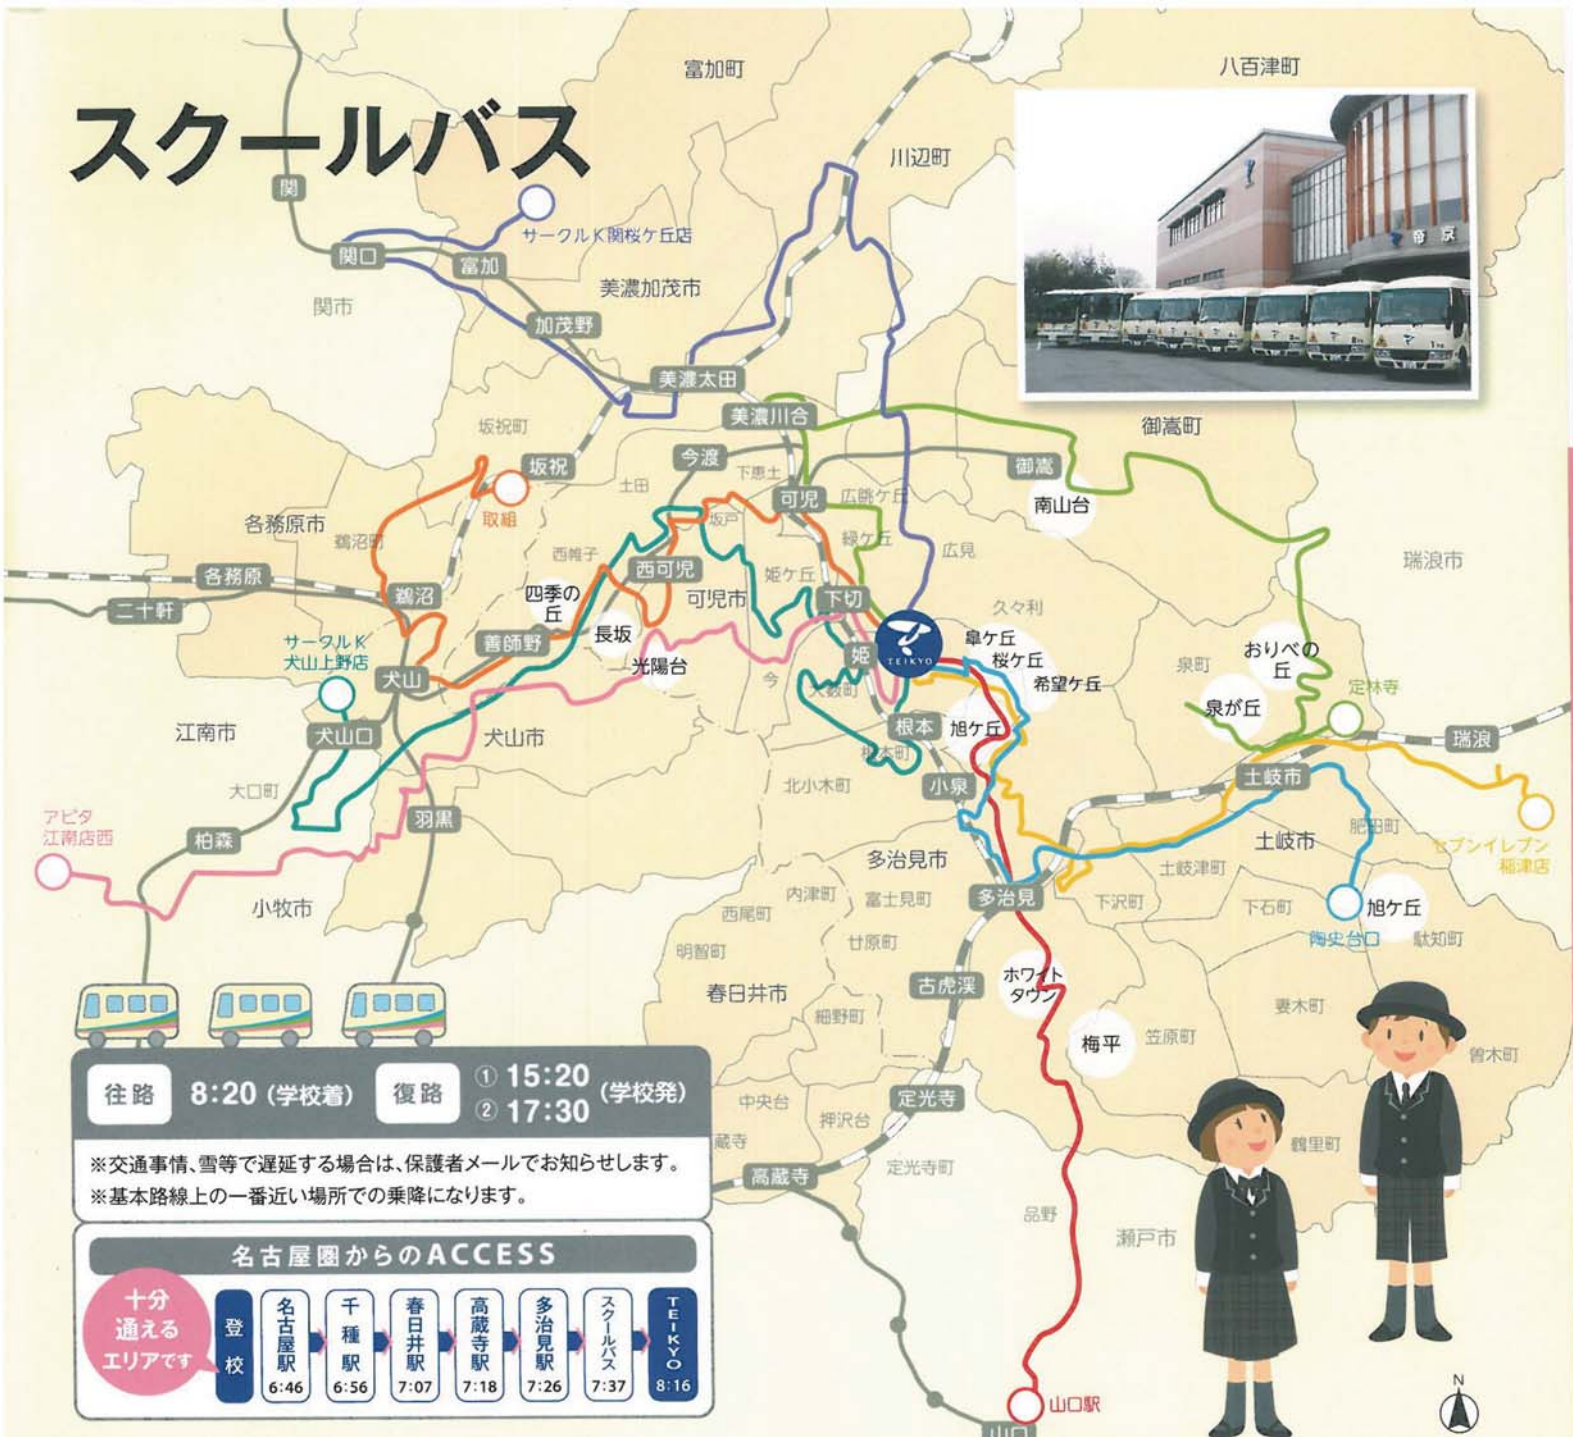 スクールバス
富加町
八百津町
川辺町
関
サークルK関桜ケ丘店
関口
富加
美濃加茂市
関市
加茂野
帝京
美濃太田
美濃川合
御嵩町
坂祝町
坂祝
今渡
下恵土
御嵩
土田
可児
広眺ケ丘
南山台
取組
各務原市
鵜沼町
坂戸
緑ケ丘
広見
西帷子
西可児
姫ケ丘
瑞浪市
各務原
二十軒
鵜沼
四季の
丘
可児市
下切
久々利
善師野
長坂
サークルK
犬山上野店
光陽台
姫
TEIKYO
皐ケ丘
桜ケ丘
希望ケ丘
泉町
おりべの
丘
犬山
今
大薮町
泉が丘
定林寺
江南市
犬山口
犬山市
根本
旭ケ丘
根本町
瑞浪
大口町
北小木町
小泉
土岐市
アピタ
江南店西
柏森
羽黒
肥田町
多治見市
土岐市
セブンイレブン
稲津店
土岐津町
小牧市
内津町
富士見町
多治見
下沢町
下石町
旭ケ丘
西尾町
陶史台口
駄知町
明智町
廿原町
春日井市
古虎渓
ホワイト
タウン
妻木町
細野町
梅平
笠原町
曽木町
往路
8:20 (学校着)
復路
① 15:20
② 17:30
(学校発)
中央台
押沢台
定光寺
蔵寺
鶴里町
※交通事情、雪等で遅延する場合は、保護者メールでお知らせします。
※基本路線上の一番近い場所での乗降になります。
高蔵寺
定光寺町
品野
瀬戸市
名古屋圏からのACCESS
十分
通える
エリアです
登校
名古屋駅
6:46
千種駅
6:56
春日井駅
7:07
高蔵寺駅
7:18
多治見駅
7:26
スクールバス
7:37
TEIKYO
8:16
山口駅
山口
N